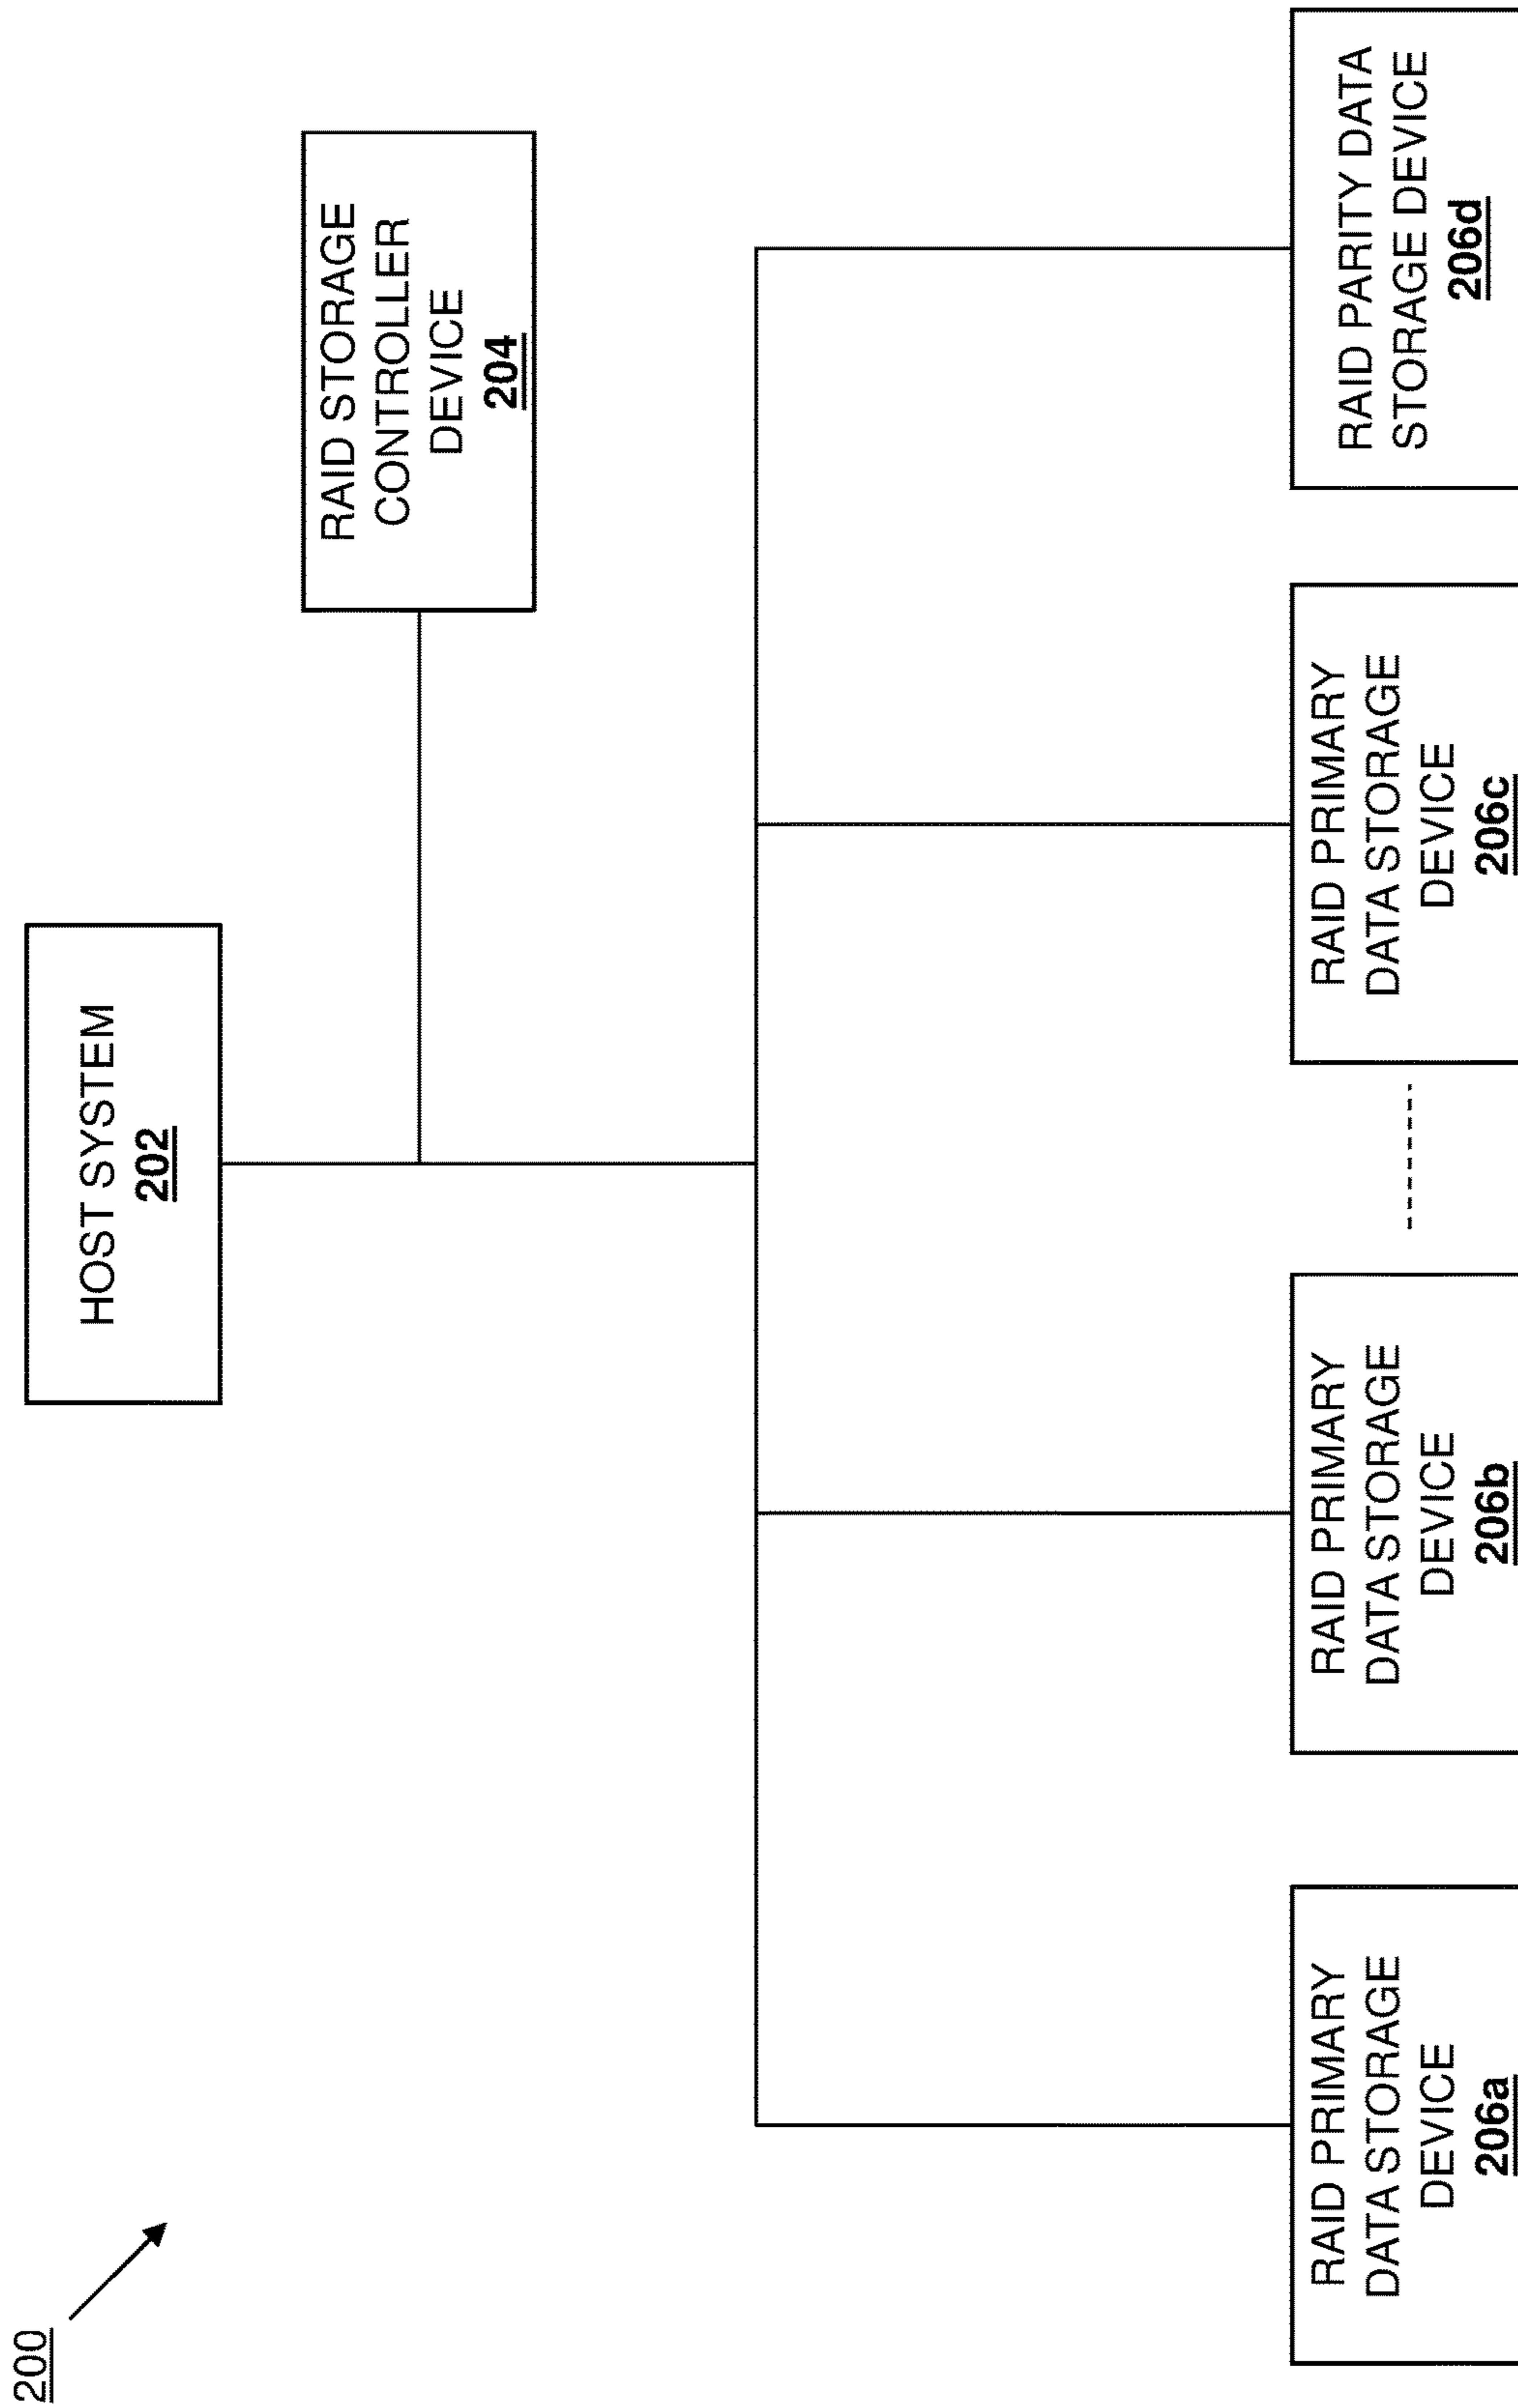 200
HOST SYSTEM
202
RAID STORAGE
CONTROLLER
DEVICE
204
RAID PRIMARY
DATA STORAGE
DEVICE
206a
RAID PRIMARY
DATA STORAGE
DEVICE
206b
RAID PRIMARY
DATA STORAGE
DEVICE
206c
RAID PARITY DATA
STORAGE DEVICE
206d